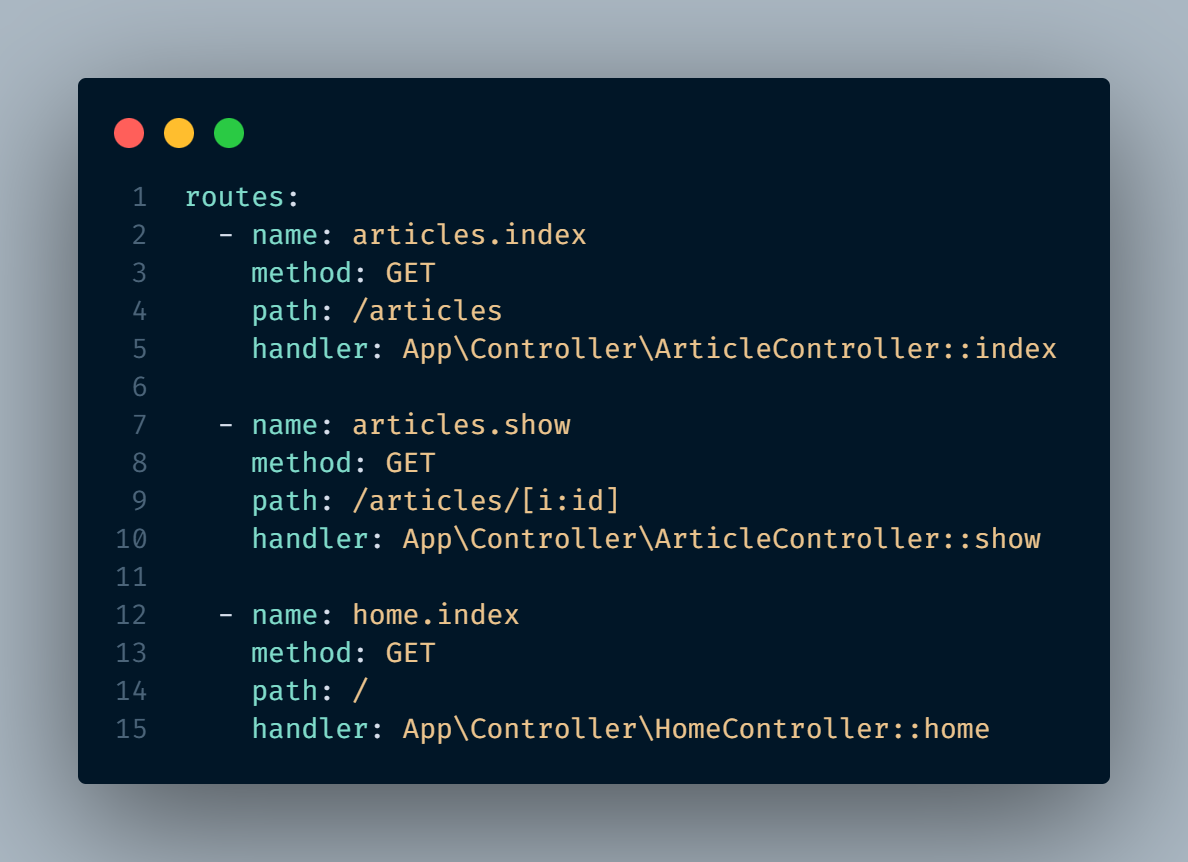 1 routes:
2   - name: articles.index
3     method: GET
4     path: /articles
5     handler: App\Controller\ArticleController::index
6
7   - name: articles.show
8     method: GET
9     path: /articles/[i:id]
10     handler: App\Controller\ArticleController::show
11
12   - name: home.index
13     method: GET
14     path: /
15     handler: App\Controller\HomeController::home